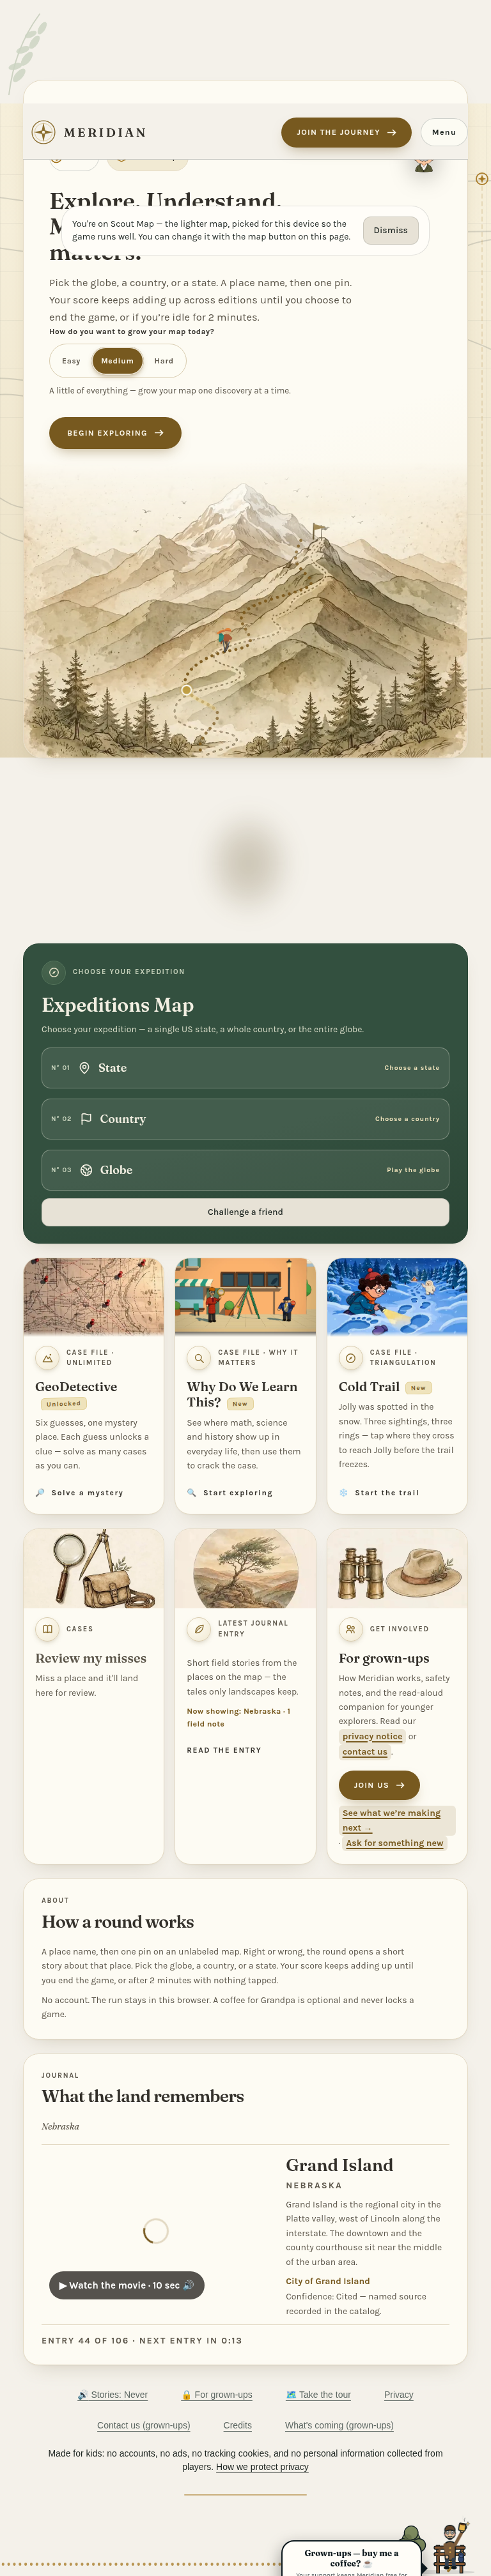 MERIDIAN
JOIN THE JOURNEY
Menu
Explore. Understand.
You're on Scout Map — the lighter map, picked for this device so the
game runs well. You can change it with the map button on this page.
Dismiss
matters.
Pick the globe, a country, or a state. A place name, then one pin.
Your score keeps adding up across editions until you choose to
end the game, or if you're idle for 2 minutes.
How do you want to grow your map today?
Easy
Medium
Hard
A little of everything — grow your map one discovery at a time.
BEGIN EXPLORING
CHOOSE YOUR EXPEDITION
Expeditions Map
Choose your expedition — a single US state, a whole country, or the entire globe.
N° 01 State Choose a state
N° 02 Country Choose a country
N° 03 Globe Play the globe
Challenge a friend
CASE FILE ·
UNLIMITED
GeoDetective
Unlocked
Six guesses, one mystery
place. Each guess unlocks a
clue — solve as many cases
as you can.
🔎 Solve a mystery
CASE FILE · WHY IT
MATTERS
Why Do We Learn
This? New
See where math, science
and history show up in
everyday life, then use them
to crack the case.
🔍 Start exploring
CASE FILE ·
TRIANGULATION
Cold Trail New
Jolly was spotted in the
snow. Three sightings, three
rings — tap where they cross
to reach Jolly before the trail
freezes.
❄️ Start the trail
CASES
Review my misses
Miss a place and it'll land
here for review.
LATEST JOURNAL
ENTRY
Short field stories from the
places on the map — the
tales only landscapes keep.
Now showing: Nebraska · 1
field note
READ THE ENTRY
GET INVOLVED
For grown-ups
How Meridian works, safety
notes, and the read-aloud
companion for young
explorers. Read our
privacy notice or
contact us.
JOIN US
See what we're making
next →
· Ask for something new
ABOUT
How a round works
A place name, then one pin on an unlabeled map. Right or wrong, the round opens a short
story about that place. Pick the globe, a country, or a state. Your score keeps adding up until
you end the game, or after 2 minutes with nothing tapped.
No account. The run stays in this browser. A coffee for Grandpa is optional and never locks a
game.
JOURNAL
What the land remembers
Nebraska
▶ Watch the movie · 10 sec 🔊
Grand Island
NEBRASKA
Grand Island is the regional city in the
Platte valley, west of Lincoln along the
interstate. The downtown and the
county courthouse sit near the middle
of the urban area.
City of Grand Island
Confidence: Cited — named source
recorded in the catalog.
ENTRY 44 OF 106 · NEXT ENTRY IN 0:13
🔊 Stories: Never
🔒 For grown-ups
🗺️ Take the tour
Privacy
Contact us (grown-ups)
Credits
What's coming (grown-ups)
Made for kids: no accounts, no ads, no tracking cookies, and no personal information collected from
players. How we protect privacy
Grown-ups — buy me a
coffee? ☕